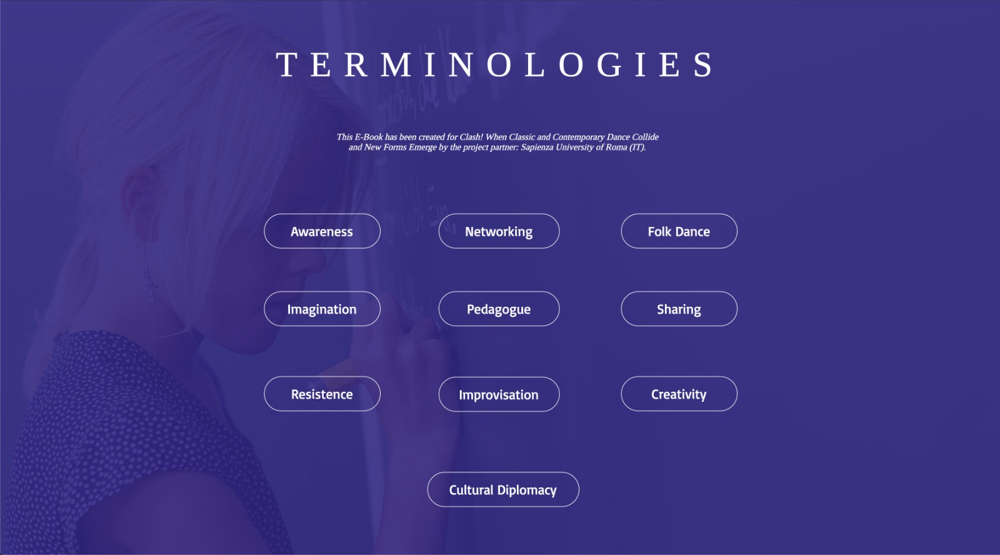 TERMINOLOGIES
This E-Book has been created for Clash! When Classic and Contemporary Dance Collide
and New Forms Emerge by the project partner: Sapienza University of Roma (IT).
Awareness
Networking
Folk Dance
Imagination
Pedagogue
Sharing
Resistence
Improvisation
Creativity
Cultural Diplomacy